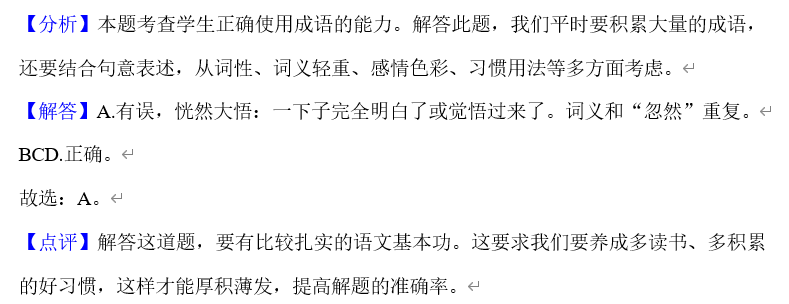 【分析】本题考查学生正确使用成语的能力。解答此题，我们平时要积累大量的成语，
还要结合句意表述，从词性、词义轻重、感情色彩、习惯用法等多方面考虑。↵
【解答】A.有误，恍然大悟：一下子完全明白了或觉悟过来了。词义和“忽然”重复。↵
BCD.正确。↵
故选：A。↵
【点评】解答这道题，要有比较扎实的语文基本功。这要求我们要养成多读书、多积累
的好习惯，这样才能厚积薄发，提高解题的准确率。↵